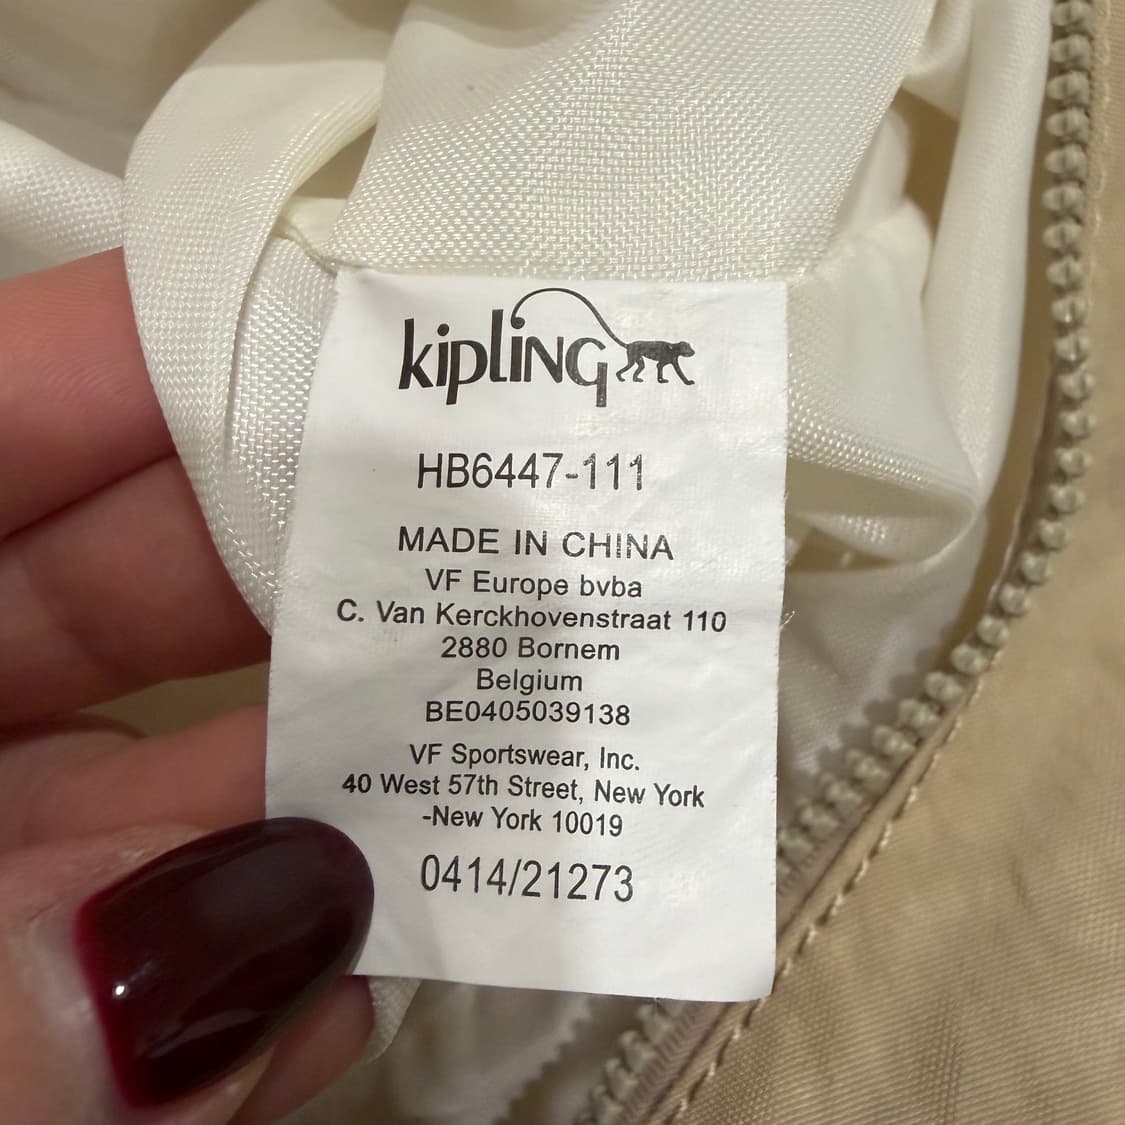 kipling
HB6447-111
MADE IN CHINA
VF Europe bvba
C. Van Kerckhovenstraat 110
2880 Bornem
Belgium
BE0405039138
VF Sportswear, Inc.
40 West 57th Street, New York
-New York 10019
0414/21273